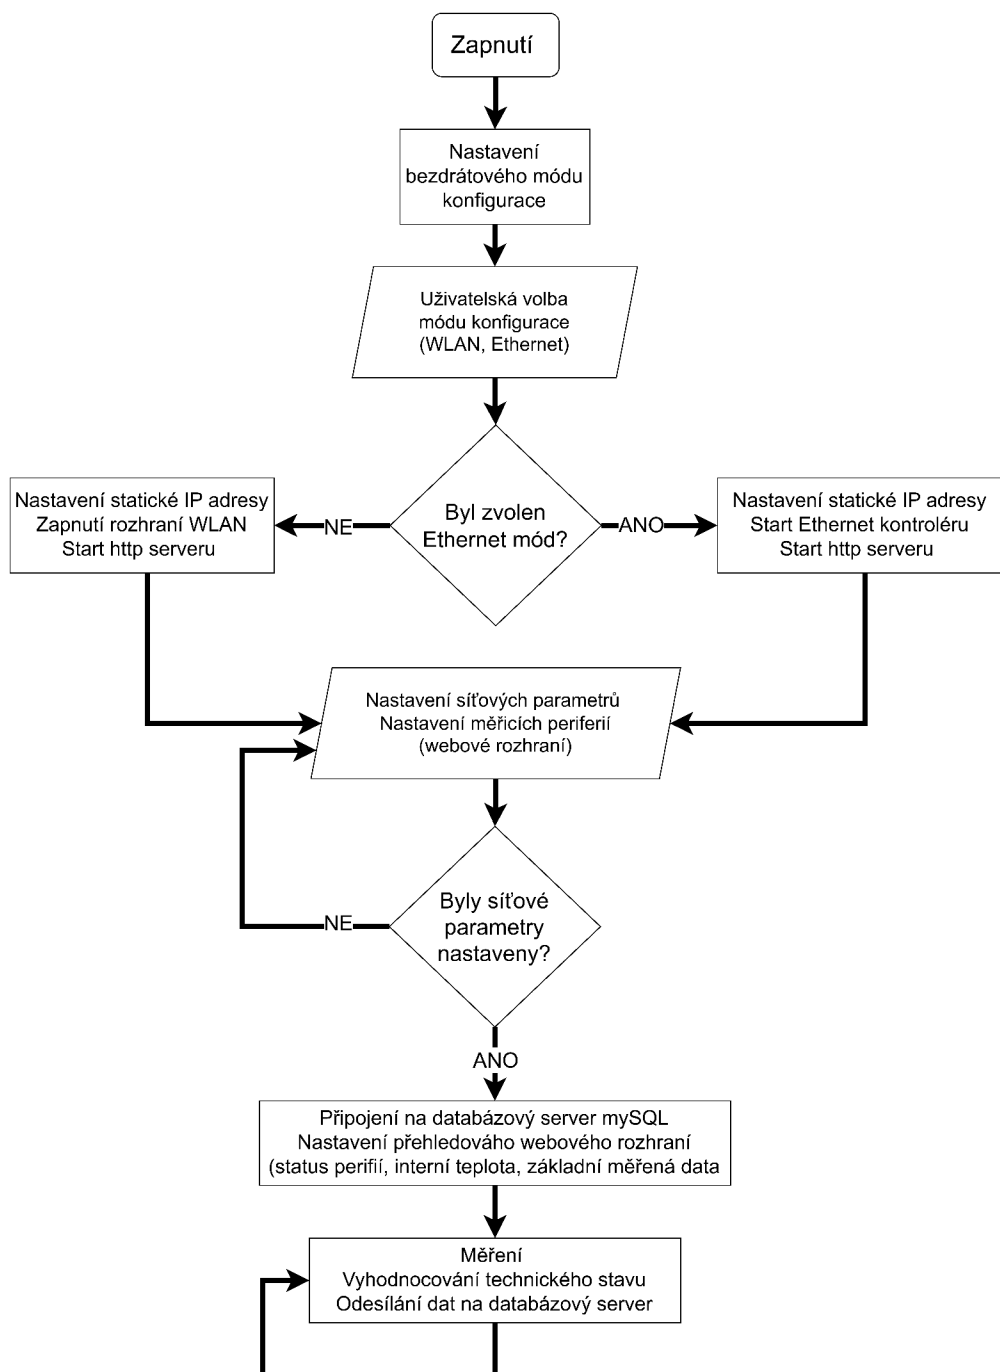 Zapnutí
Nastavení
bezdrátového módu
konfigurace
Uživatelská volba
módu konfigurace
(WLAN, Ethernet)
Nastavení statické IP adresy
Zapnutí rozhraní WLAN
Start http serveru
NE
Byl zvolen
Ethernet mód?
ANO
Nastavení statické IP adresy
Start Ethernet kontroléru
Start http serveru
Nastavení síťových parametrů
Nastavení měřicích periferií
(webové rozhraní)
NE
Byly síťové
parametry
nastaveny?
ANO
Připojení na databázový server mySQL
Nastavení přehledováho webového rozhraní
(status perifií, interní teplota, základní měřená data
Měření
Vyhodnocování technického stavu
Odesílání dat na databázový server